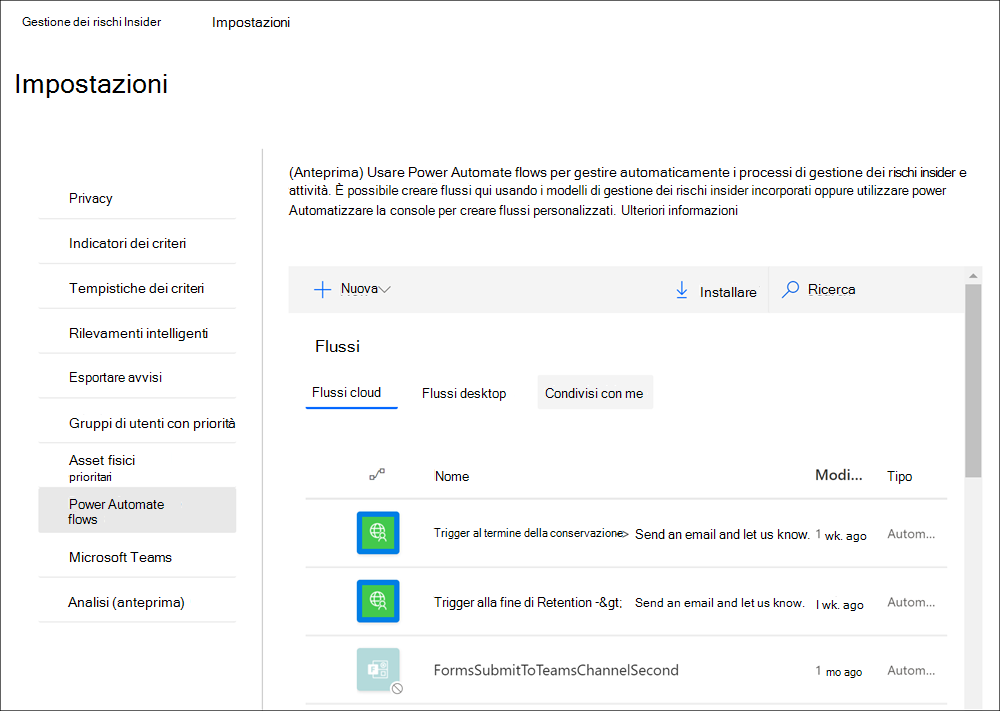 Gestione dei rischi Insider Impostazioni
Impostazioni
Privacy
Indicatori dei criteri
Tempistiche dei criteri
Rilevamenti intelligenti
Esportare avvisi
Gruppi di utenti con priorità
Asset fisici
prioritari
Power Automate
flows
Microsoft Teams
Analisi (anteprima)
(Anteprima) Usare Power Automate flows per gestire automaticamente i processi di gestione dei rischi insider e
attività. È possibile creare flussi qui usando i modelli di gestione dei rischi insider incorporati oppure utilizzare power
Automatizzare la console per creare flussi personalizzati. Ulteriori informazioni
Nuova Installare Ricerca
Flussi
Flussi cloud Flussi desktop Condivisi con me
Nome Modi... Tipo
Trigger al termine della conservazione> Send an email and let us know. 1 wk. ago Autom...
Trigger alla fine di Retention -&gt; Send an email and let us know. I wk. ago Autom...
FormsSubmitToTeamsChannelSecond 1 mo ago Autom...